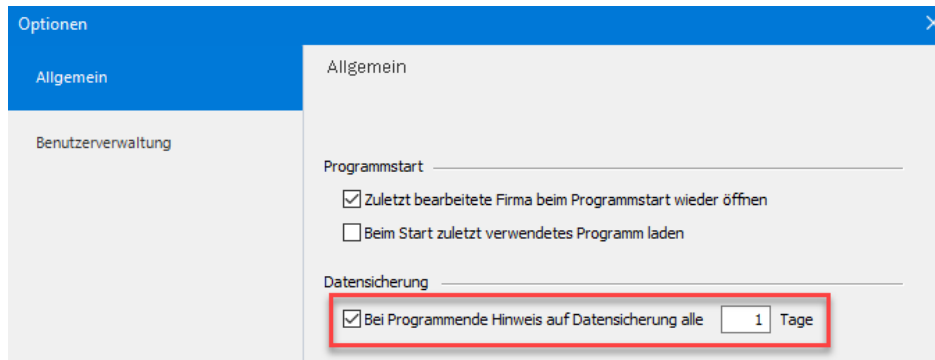 Optionen
Allgemein
Allgemein
Benutzerverwaltung
Programmstart
Zuletzt bearbeitete Firma beim Programmstart wieder öffnen
Beim Start zuletzt verwendetes Programm laden
Datensicherung
Bei Programmende Hinweis auf Datensicherung alle 1 Tage